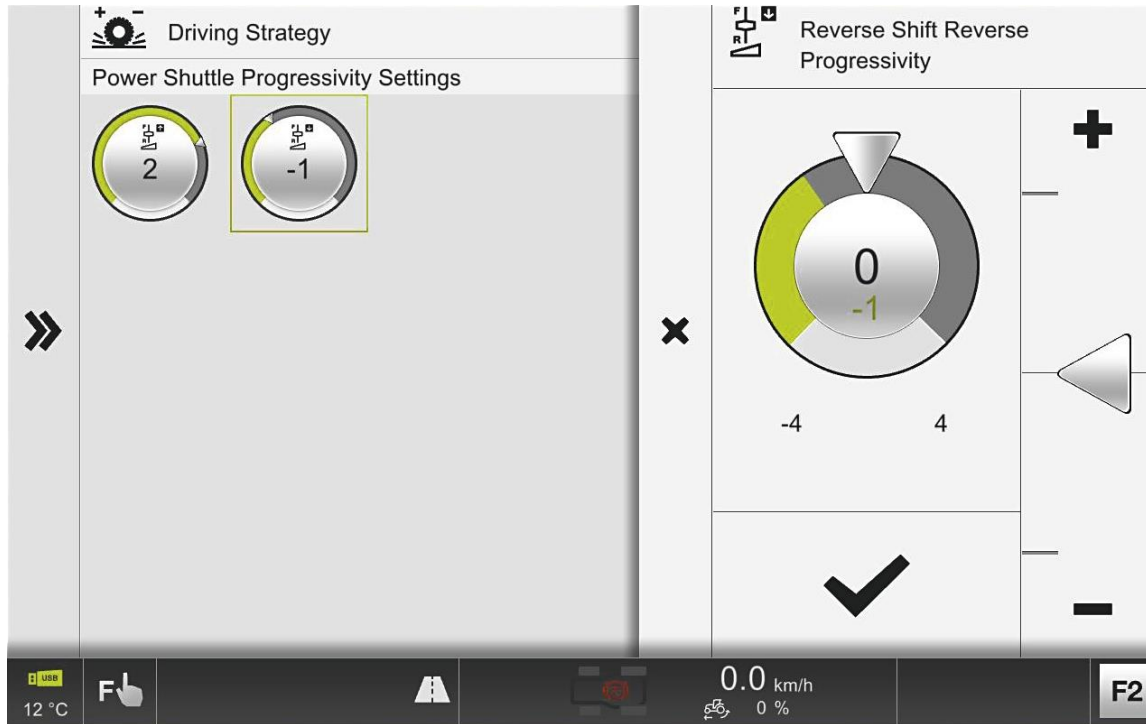 + -
Driving Strategy
Power Shuttle Progressivity Settings
F
R
2
F
R
-1
F
R
Reverse Shift Reverse
Progressivity
0
-1
-4
4
USB
12 °C
F
0.0 km/h
0 %
F2